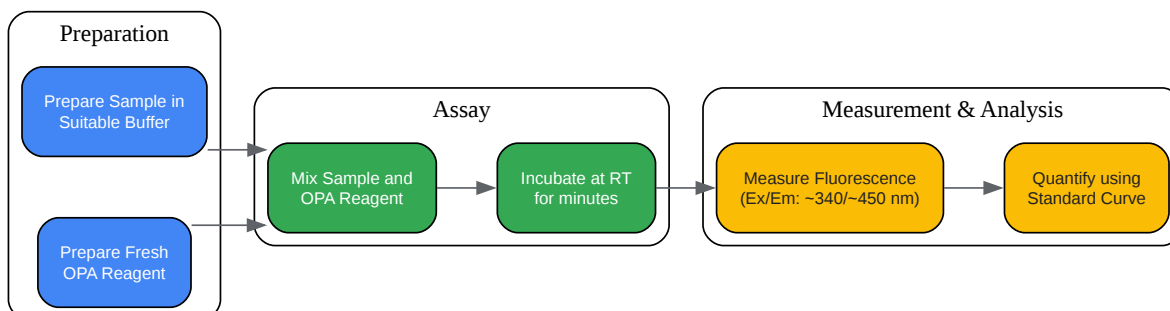 Preparation
Prepare Sample in
Suitable Buffer
Prepare Fresh
OPA Reagent
Assay
Mix Sample and
OPA Reagent
Incubate at RT
for minutes
Measurement & Analysis
Measure Fluorescence
(Ex/Em: ~340/~450 nm)
Quantify using
Standard Curve